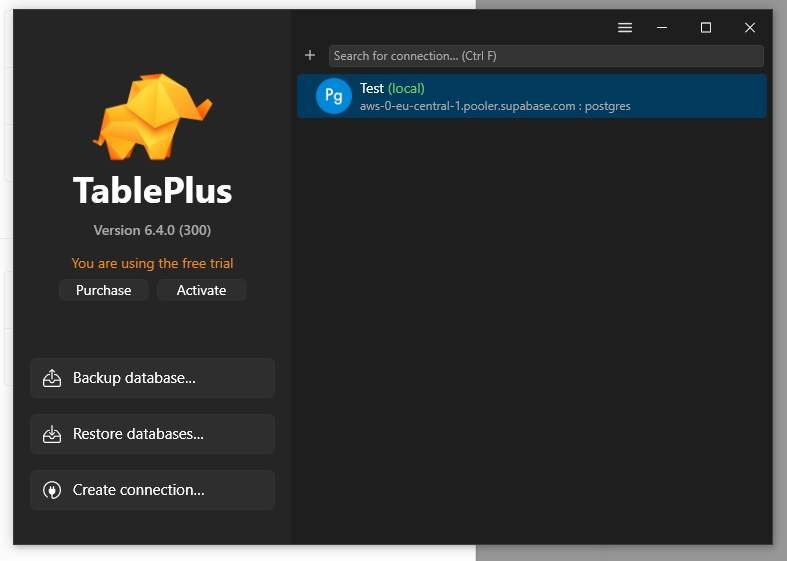 TablePlus
Version 6.4.0 (300)
You are using the free trial
Purchase
Activate
Backup database...
Restore databases...
Create connection...
Search for connection... (Ctrl F)
Pg
Test (local)
aws-0-eu-central-1.pooler.supabase.com : postgres